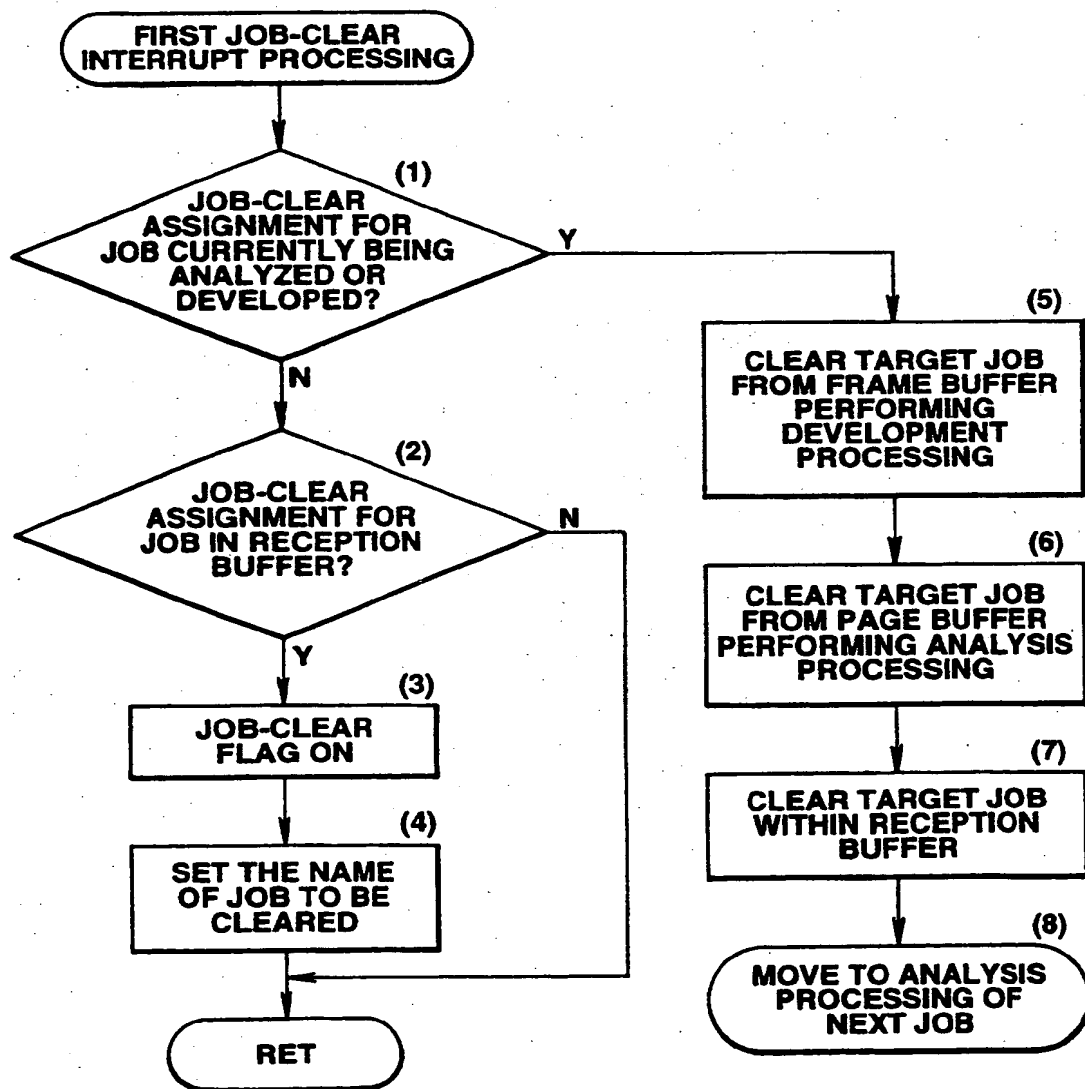 FIRST JOB-CLEAR
INTERRUPT PROCESSING
(1)
JOB-CLEAR
ASSIGNMENT FOR
JOB CURRENTLY BEING
ANALYZED OR
DEVELOPED?
Y
N
(2)
JOB-CLEAR
ASSIGNMENT FOR
JOB IN RECEPTION
BUFFER?
N
Y
(3)
JOB-CLEAR
FLAG ON
(4)
SET THE NAME
OF JOB TO BE
CLEARED
RET
(5)
CLEAR TARGET JOB
FROM FRAME BUFFER
PERFORMING
DEVELOPMENT
PROCESSING
(6)
CLEAR TARGET JOB
FROM PAGE BUFFER
PERFORMING ANALYSIS
PROCESSING
(7)
CLEAR TARGET JOB
WITHIN RECEPTION
BUFFER
(8)
MOVE TO ANALYSIS
PROCESSING OF
NEXT JOB